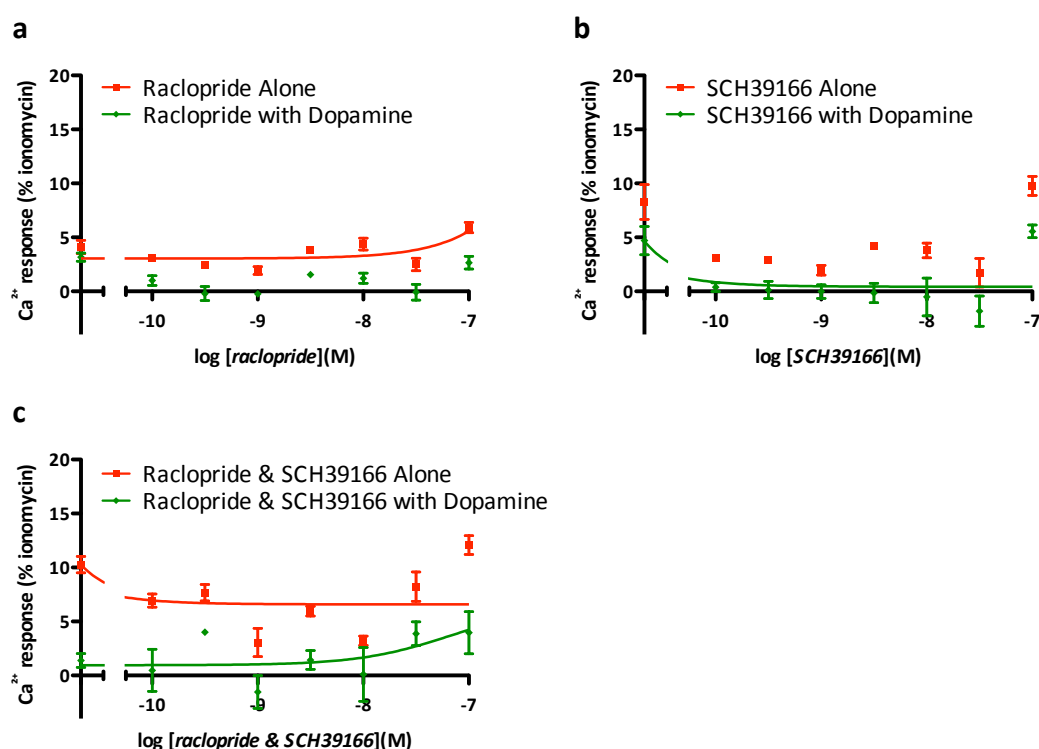 a
20
15
10
5
0
Raclopride Alone
Raclopride with Dopamine
Ca²⁺ response (% ionomycin)
-10 -9 -8 -7
log [raclopride](M)
b
20
15
10
5
0
SCH39166 Alone
SCH39166 with Dopamine
Ca²⁺ response (% ionomycin)
-10 -9 -8 -7
log [SCH39166](M)
c
20
15
10
5
0
Raclopride & SCH39166 Alone
Raclopride & SCH39166 with Dopamine
Ca²⁺ response (% ionomycin)
-10 -9 -8 -7
log [raclopride & SCH39166](M)